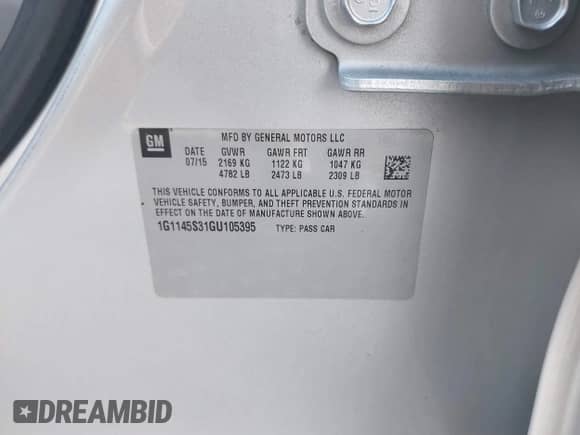 GM
MFD BY GENERAL MOTORS LLC
DATE GVWR GAWR FRT GAWR RR
07/15 2169 KG 1122 KG 1047 KG
4782 LB 2473 LB 2309 LB
THIS VEHICLE CONFORMS TO ALL APPLICABLE U.S. FEDERAL MOTOR
VEHICLE SAFETY, BUMPER, AND THEFT PREVENTION STANDARDS IN
EFFECT ON THE DATE OF MANUFACTURE SHOWN ABOVE.
1G1145S31GU105395 TYPE: PASS CAR
#DREAMBID